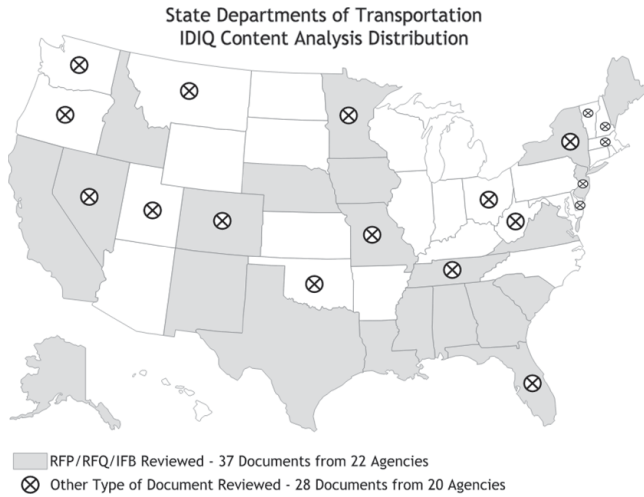 State Departments of Transportation
IDIQ Content Analysis Distribution
RFP/RFQ/IFB Reviewed - 37 Documents from 22 Agencies
Other Type of Document Reviewed - 28 Documents from 20 Agencies